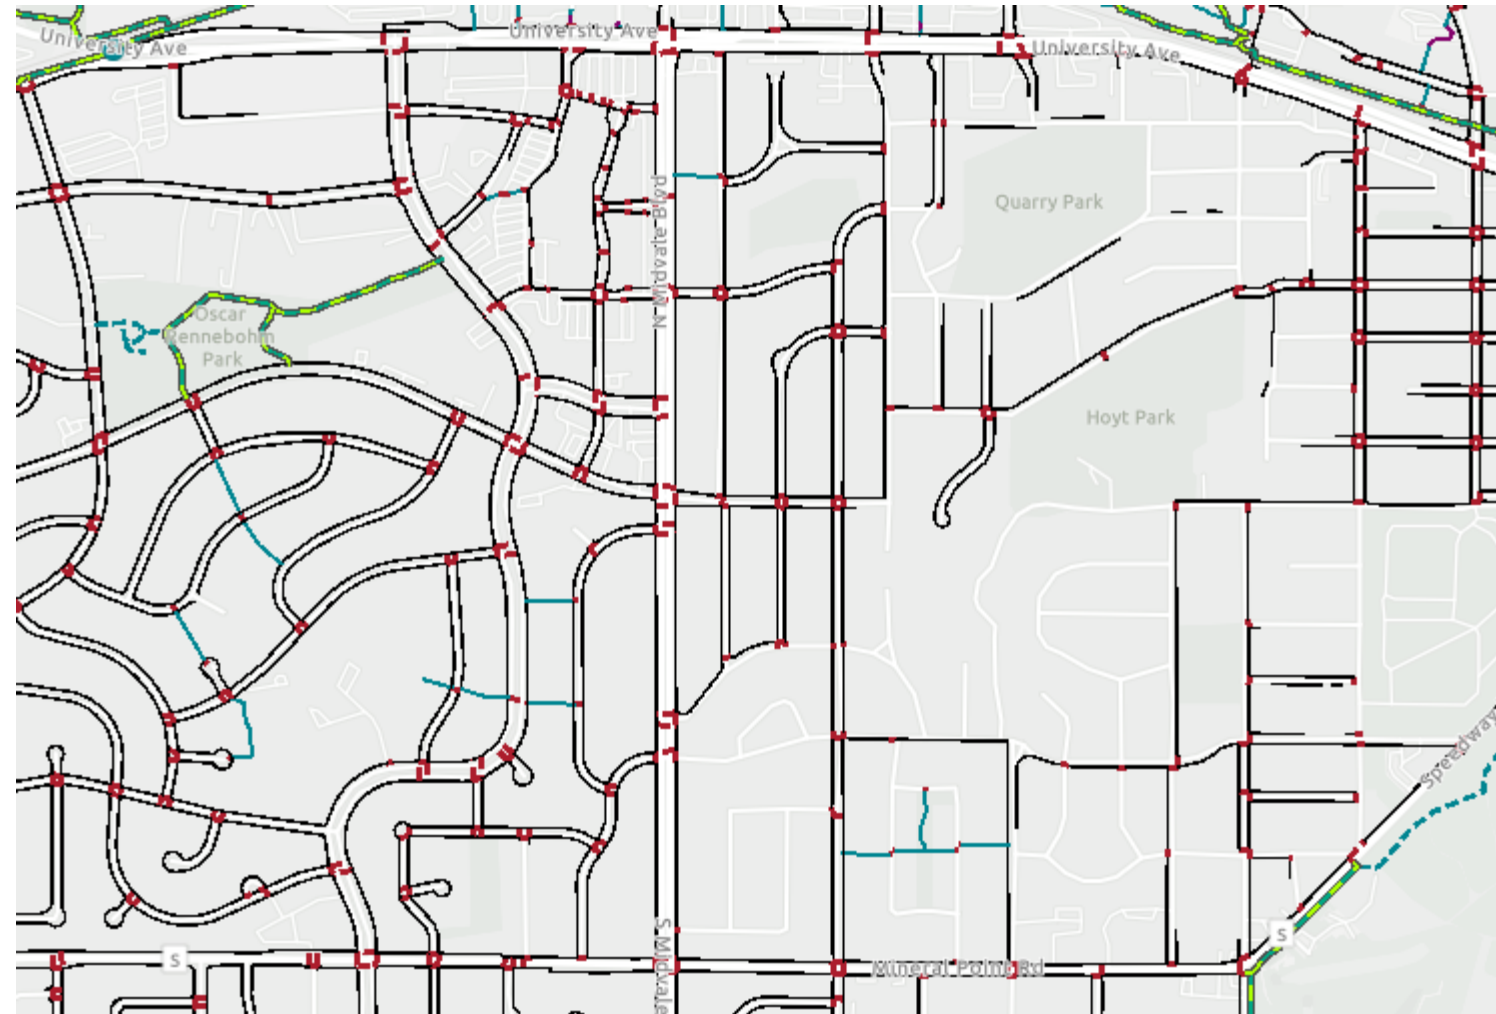 University Ave
University Ave
University Ave
N Midvale Blvd
Quarry Park
Oscar
Rennebohm
Park
Hoyt Park
Speedway
S
S
S Midvale
Mineral Point Rd